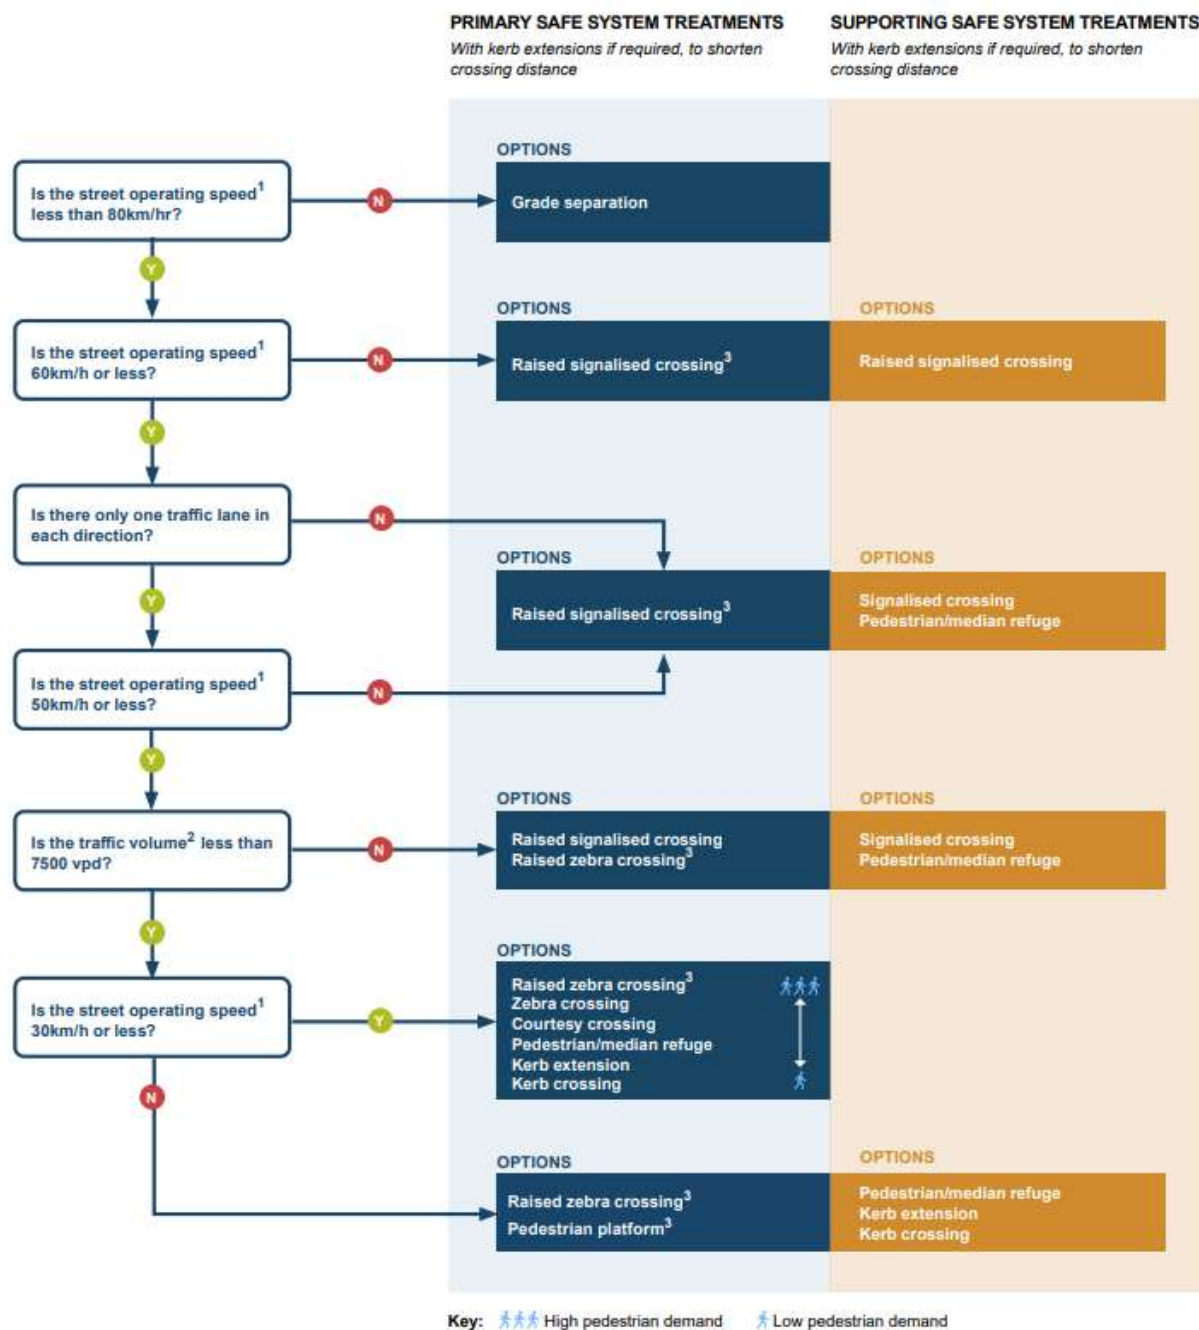 PRIMARY SAFE SYSTEM TREATMENTS
With kerb extensions if required, to shorten
crossing distance
SUPPORTING SAFE SYSTEM TREATMENTS
With kerb extensions if required, to shorten
crossing distance
Is the street operating speed¹
less than 80km/hr?
N
OPTIONS
Grade separation
Y
Is the street operating speed¹
60km/h or less?
N
OPTIONS
Raised signalised crossing³
OPTIONS
Raised signalised crossing
Y
Is there only one traffic lane in
each direction?
N
OPTIONS
Raised signalised crossing³
OPTIONS
Signalised crossing
Pedestrian/median refuge
Y
Is the street operating speed¹
50km/h or less?
N
Y
Is the traffic volume² less than
7500 vpd?
N
OPTIONS
Raised signalised crossing
Raised zebra crossing³
OPTIONS
Signalised crossing
Pedestrian/median refuge
Y
Is the street operating speed¹
30km/h or less?
Y
OPTIONS
Raised zebra crossing³
Zebra crossing
Courtesy crossing
Pedestrian/median refuge
Kerb extension
Kerb crossing
N
OPTIONS
Raised zebra crossing³
Pedestrian platform³
OPTIONS
Pedestrian/median refuge
Kerb extension
Kerb crossing
Key: High pedestrian demand Low pedestrian demand